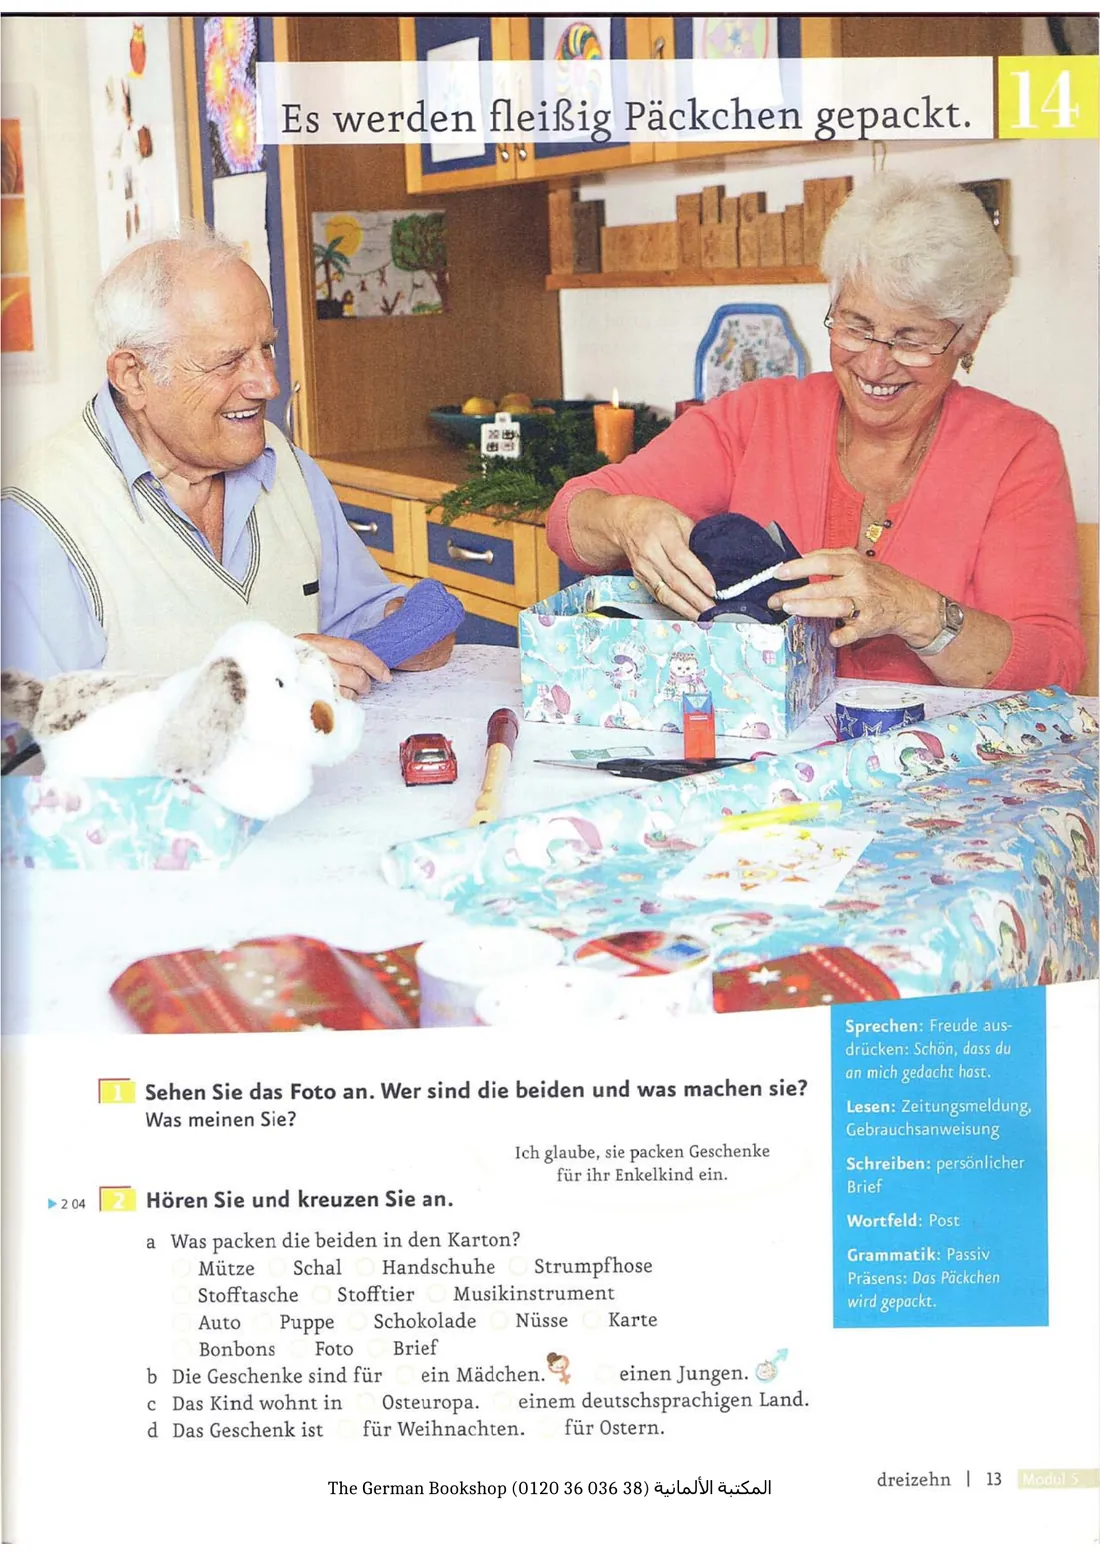 Es werden fleißig Päckchen gepackt.
14
Sprechen: Freude aus-
drücken: Schön, dass du
an mich gedacht hast.
Lesen: Zeitungsmeldung,
Gebrauchsanweisung
Schreiben: persönlicher
Brief
Wortfeld: Post
Grammatik: Passiv
Präsens: Das Päckchen
wird gepackt.
1 Sehen Sie das Foto an. Wer sind die beiden und was machen sie?
Was meinen Sie?
Ich glaube, sie packen Geschenke
für ihr Enkelkind ein.
▶ 2 04 2 Hören Sie und kreuzen Sie an.
a Was packen die beiden in den Karton?
Mütze Schal Handschuhe Strumpfhose
Stofftasche Stofftier Musikinstrument
Auto Puppe Schokolade Nüsse Karte
Bonbons Foto Brief
b Die Geschenke sind für ein Mädchen. einen Jungen.
c Das Kind wohnt in Osteuropa. einem deutschsprachigen Land.
d Das Geschenk ist für Weihnachten. für Ostern.
dreizehn | 13 Modul 5
The German Bookshop (0120 36 036 38) المكتبة الألمانية